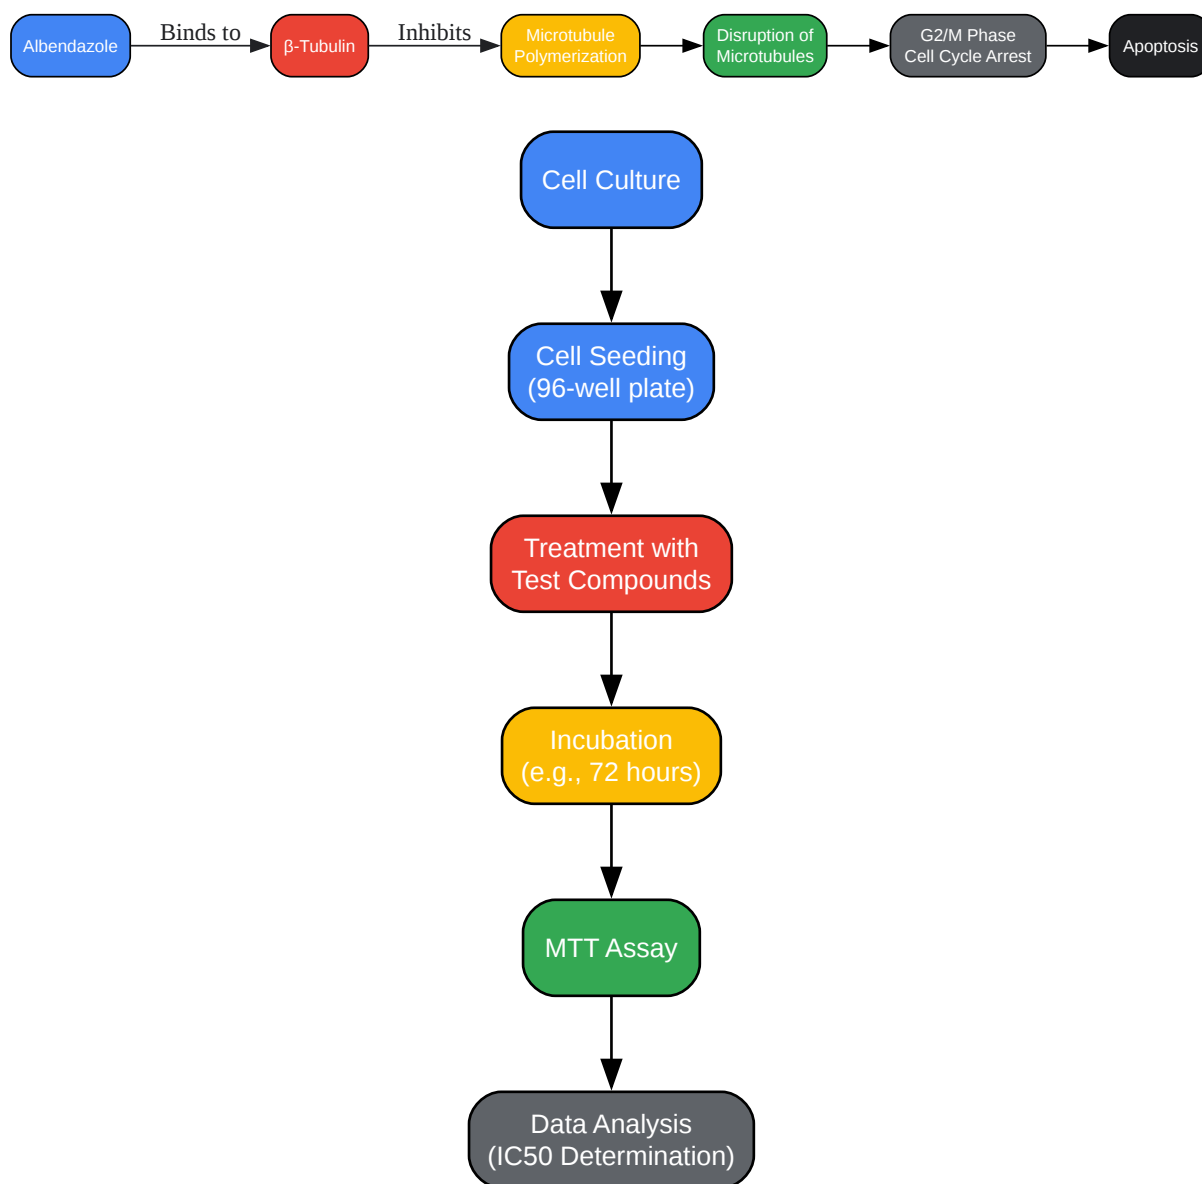 Albendazole
Binds to
β-Tubulin
Inhibits
Microtubule
Polymerization
Disruption of
Microtubules
G2/M Phase
Cell Cycle Arrest
Apoptosis
Cell Culture
Cell Seeding
(96-well plate)
Treatment with
Test Compounds
Incubation
(e.g., 72 hours)
MTT Assay
Data Analysis
(IC50 Determination)